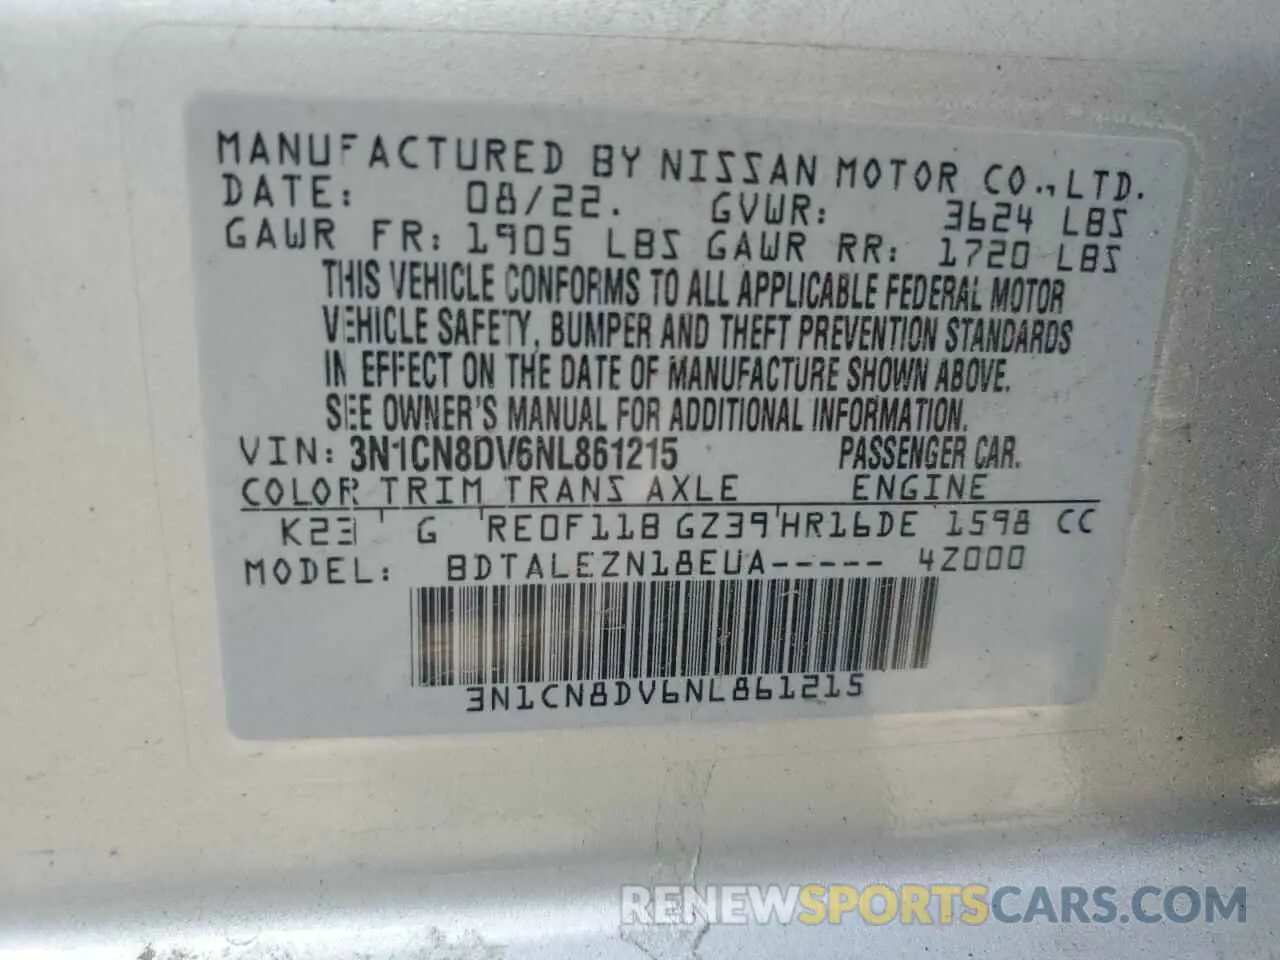 MANUFACTURED BY NISSAN MOTOR CO., LTD.
DATE: 08/22. GVWR: 3624 LBS
GAWR FR: 1905 LBS GAWR RR: 1720 LBS
THIS VEHICLE CONFORMS TO ALL APPLICABLE FEDERAL MOTOR
VEHICLE SAFETY, BUMPER AND THEFT PREVENTION STANDARDS
IN EFFECT ON THE DATE OF MANUFACTURE SHOWN ABOVE.
SEE OWNER'S MANUAL FOR ADDITIONAL INFORMATION.
VIN: 3N1CN8DV6NL861215 PASSENGER CAR.
COLOR TRIM TRANS AXLE ENGINE
K23 G RE0F11B GZ39 HR16DE 1598 CC
MODEL: BDTALEZN18EUA----- 4Z000
3N1CN8DV6NL861215
RENEWSPORTSCARS.COM